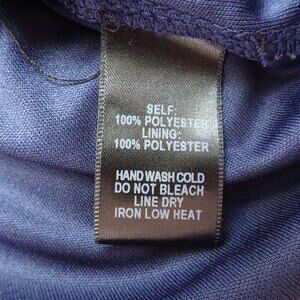 SELF:
100% POLYESTER
LINING:
100% POLYESTER
HAND WASH COLD
DO NOT BLEACH
LINE DRY
IRON LOW HEAT